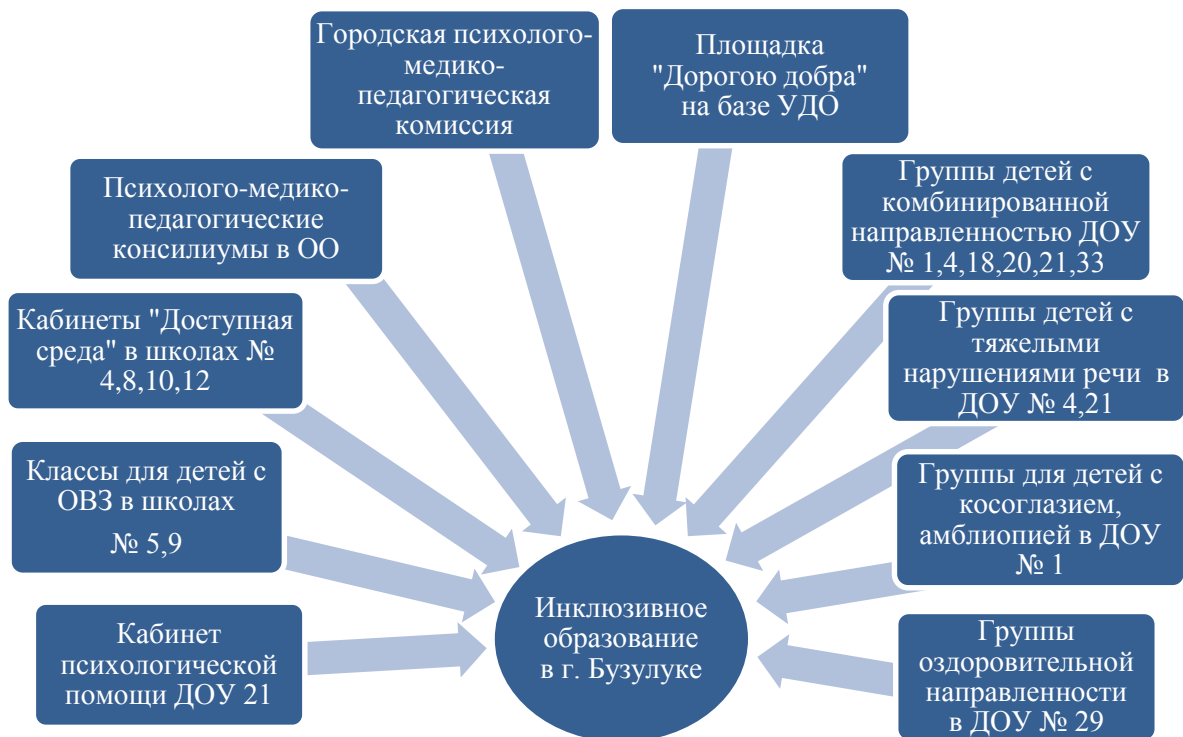 Городская психолого-
медико-
педагогическая
комиссия
Площадка
"Дорогою добра"
на базе УДО
Психолого-медико-
педагогические
консилиумы в ОО
Группы детей с
комбинированной
направленностью ДОУ
№ 1,4,18,20,21,33
Кабинеты "Доступная
среда" в школах №
4,8,10,12
Группы детей с
тяжелыми
нарушениями речи в
ДОУ № 4,21
Классы для детей с
ОВЗ в школах
№ 5,9
Группы для детей с
косоглазием,
амблиопией в ДОУ
№ 1
Кабинет
психологической
помощи ДОУ 21
Инклюзивное
образование
в г. Бузулуке
Группы
оздоровительной
направленности
в ДОУ № 29